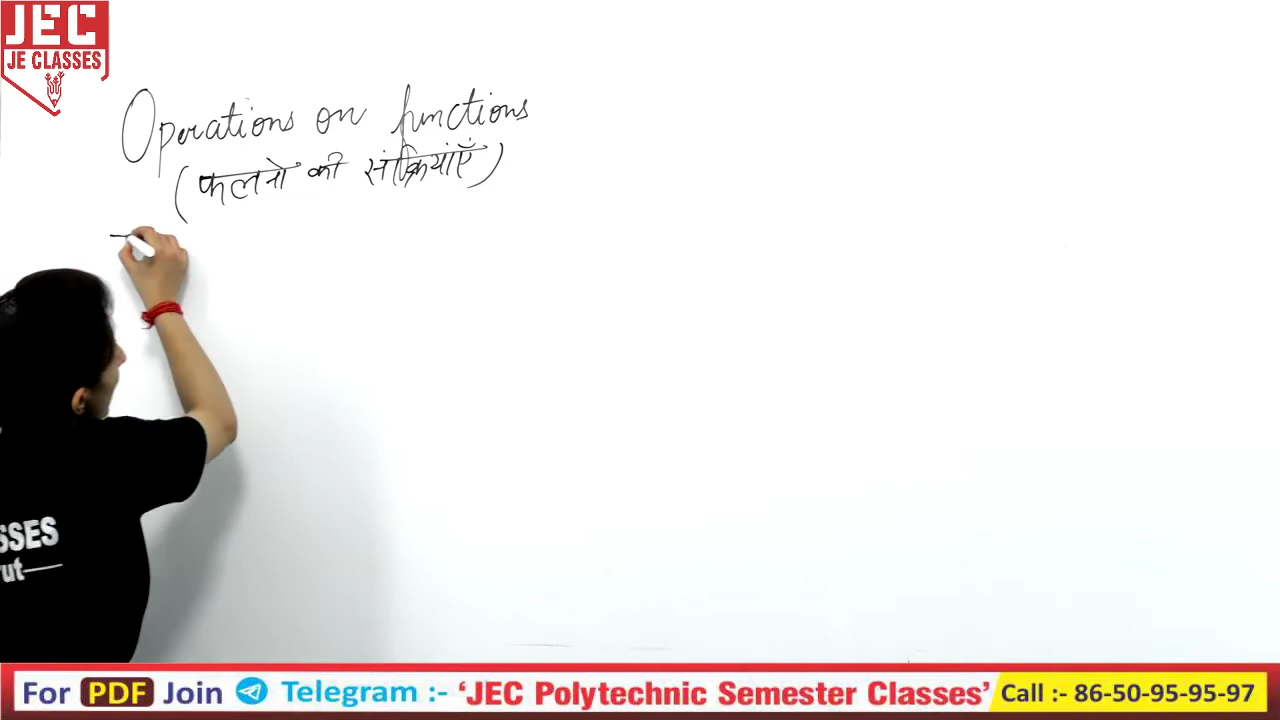 JEC
JE CLASSES
Operations on functions
(फलनो की संक्रियाएँ)
SSES
rut
For PDF Join Telegram :- ‘JEC Polytechnic Semester Classes’ Call :- 86-50-95-95-97